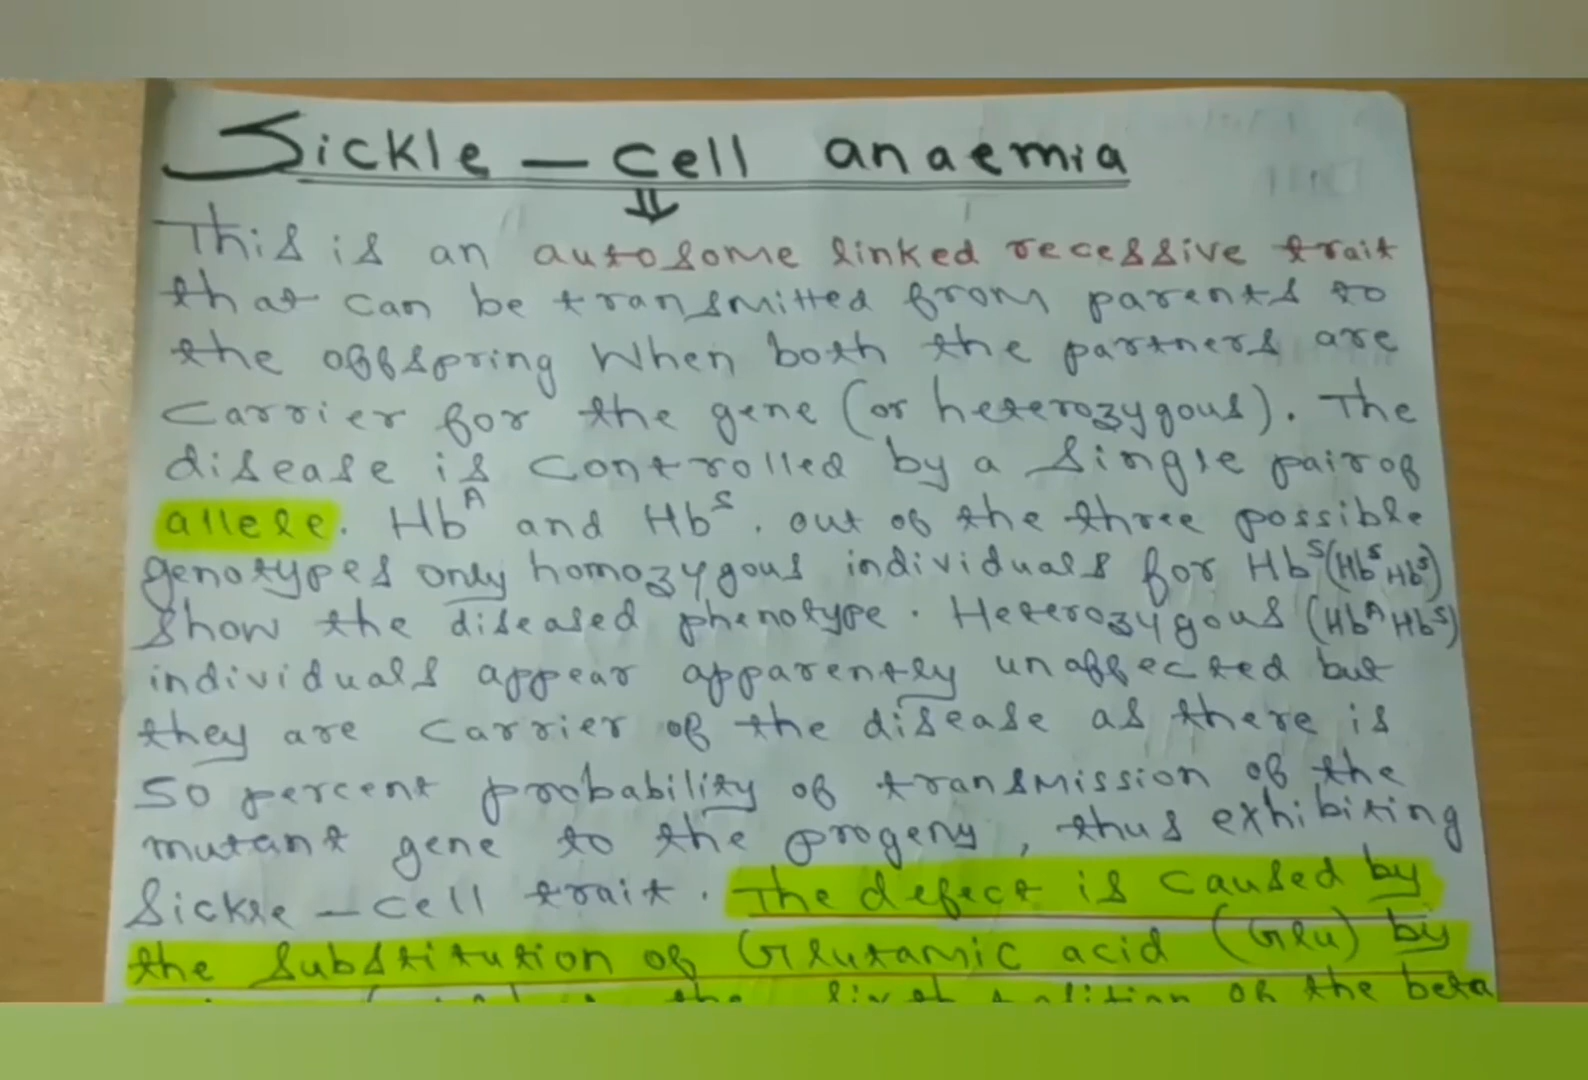 Sickle – cell anaemia
⇓
This is an autosome linked recessive trait
that can be transmitted from parents to
the offspring When both the partners are
Carrier for the gene (or heterozygous). The
disease is controlled by a single pair of
allele. Hb^A and Hb^S. out of the three possible
genotypes only homozygous individuals for Hb^S (Hb^S Hb^S)
show the diseased phenotype. Heterozygous (Hb^A Hb^S)
individuals appear apparently unaffected but
they are carrier of the disease as there is
50 percent probability of transmission of the
mutant gene to the progeny, thus exhibiting
Sickle – cell trait. The defect is caused by
the substitution of Glutamic acid (Glu) by
the of the beta